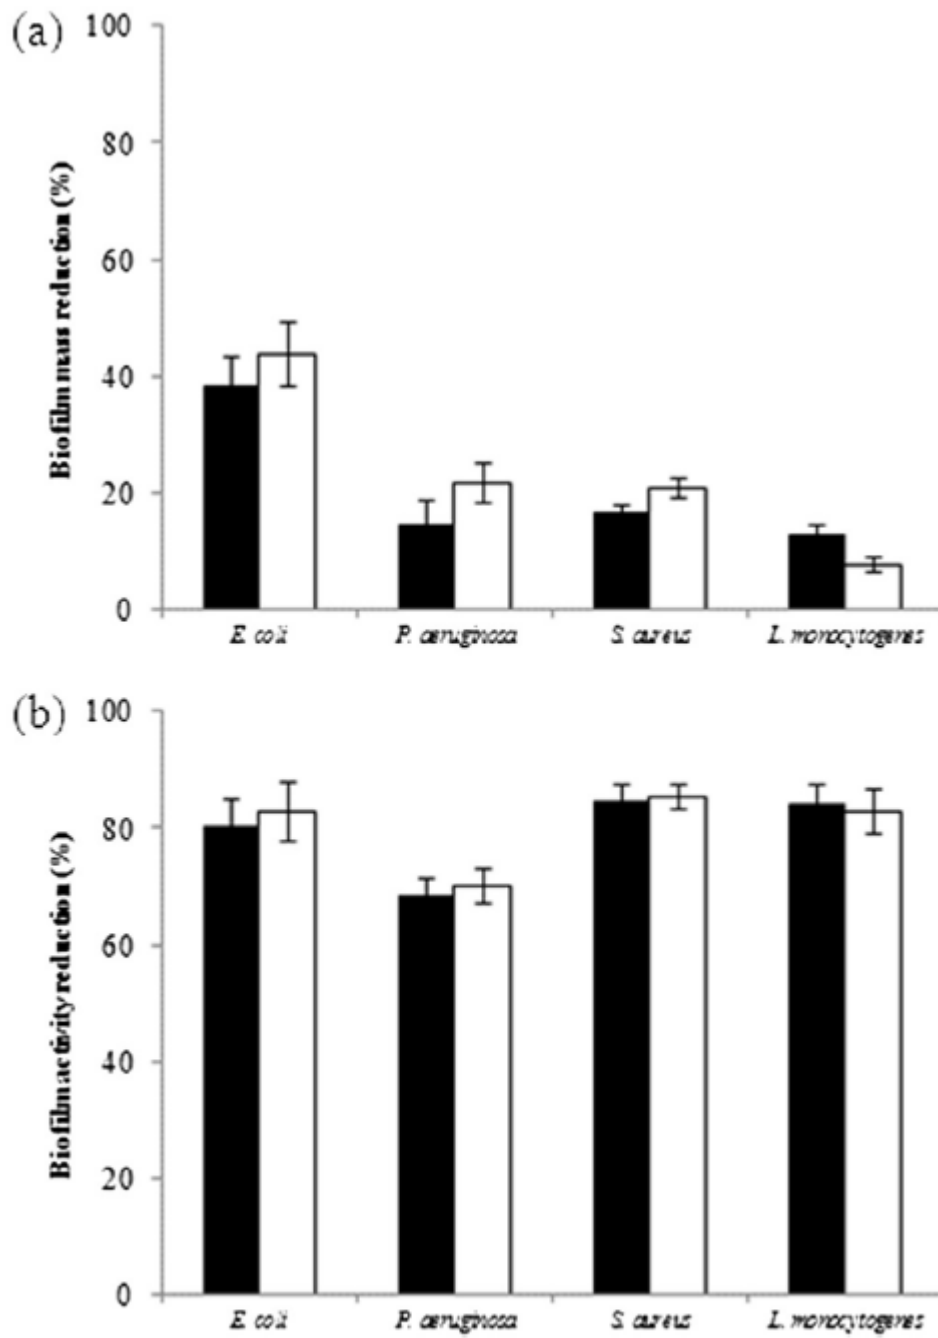 (a)
100
80
60
40
20
0
Biofilm mass reduction (%)
E. coli P. aeruginosa S. aureus L. monocytogenes
(b)
100
80
60
40
20
0
Biofilm activity reduction (%)
E. coli P. aeruginosa S. aureus L. monocytogenes